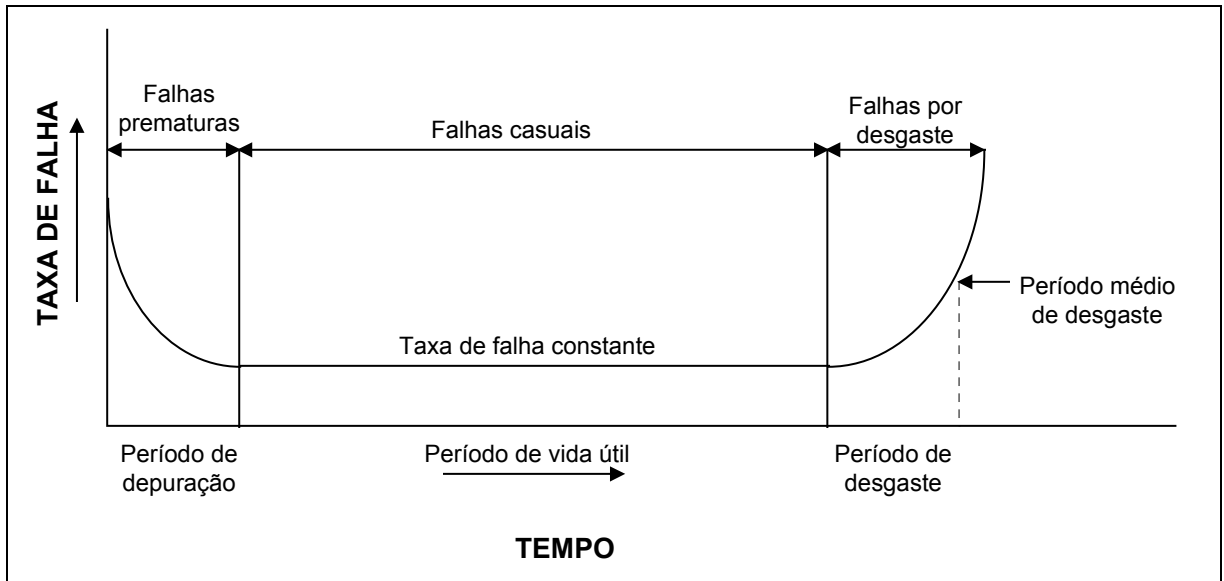 Falhas
prematuras
Falhas casuais
Falhas por
desgaste
TAXA DE FALHA
Período médio
de desgaste
Taxa de falha constante
Período de
depuração
Período de vida útil
Período de
desgaste
TEMPO